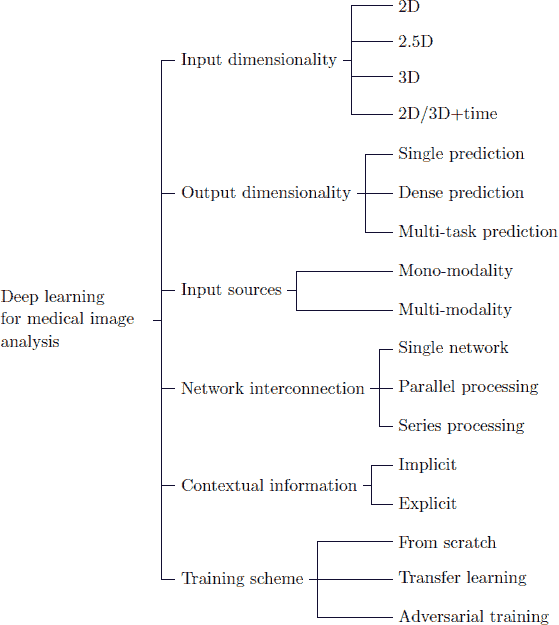 Deep learning
for medical image
analysis
Input dimensionality
2D
2.5D
3D
2D/3D+time
Output dimensionality
Single prediction
Dense prediction
Multi-task prediction
Input sources
Mono-modality
Multi-modality
Network interconnection
Single network
Parallel processing
Series processing
Contextual information
Implicit
Explicit
Training scheme
From scratch
Transfer learning
Adversarial training